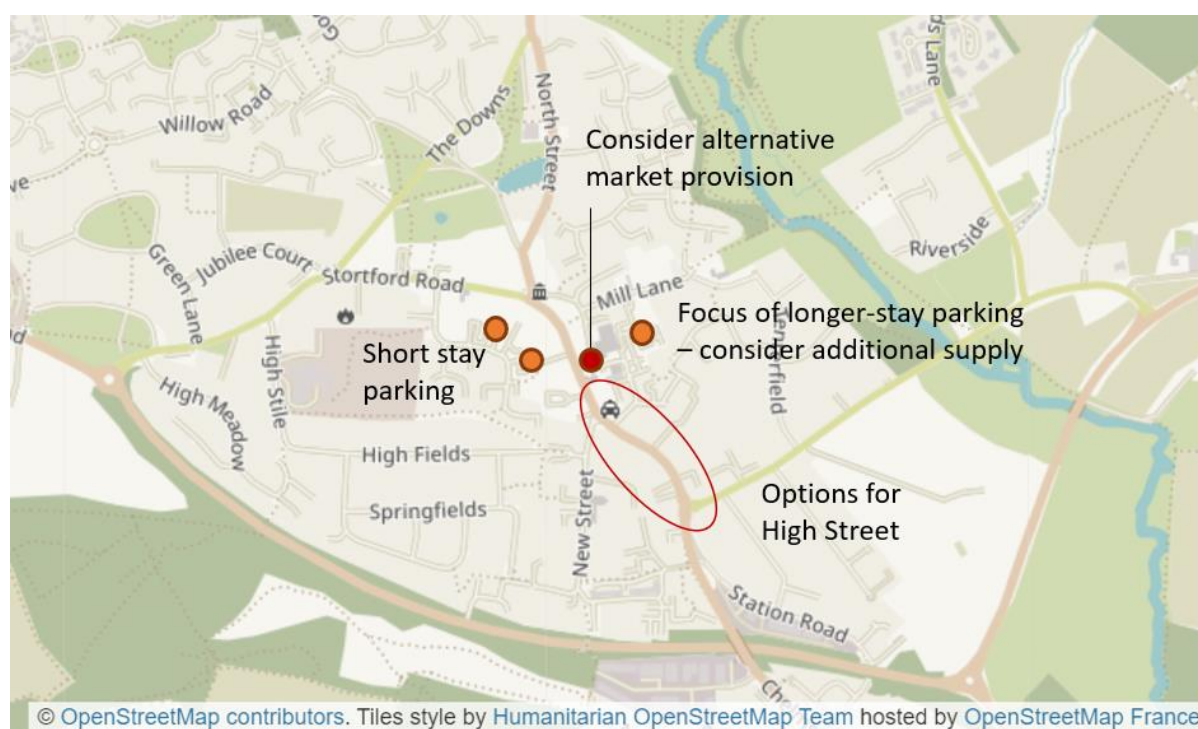 Willow Road
The Downs
North Street
ds Lane
Consider alternative
market provision
Riverside
Green Lane
Jubilee Court
Stortford Road
Mill Lane
Focus of longer-stay parking
– consider additional supply
Short stay
parking
High Stile
High Meadow
High Fields
Springfields
New Street
Options for
High Street
Station Road
© OpenStreetMap contributors. Tiles style by Humanitarian OpenStreetMap Team hosted by OpenStreetMap France